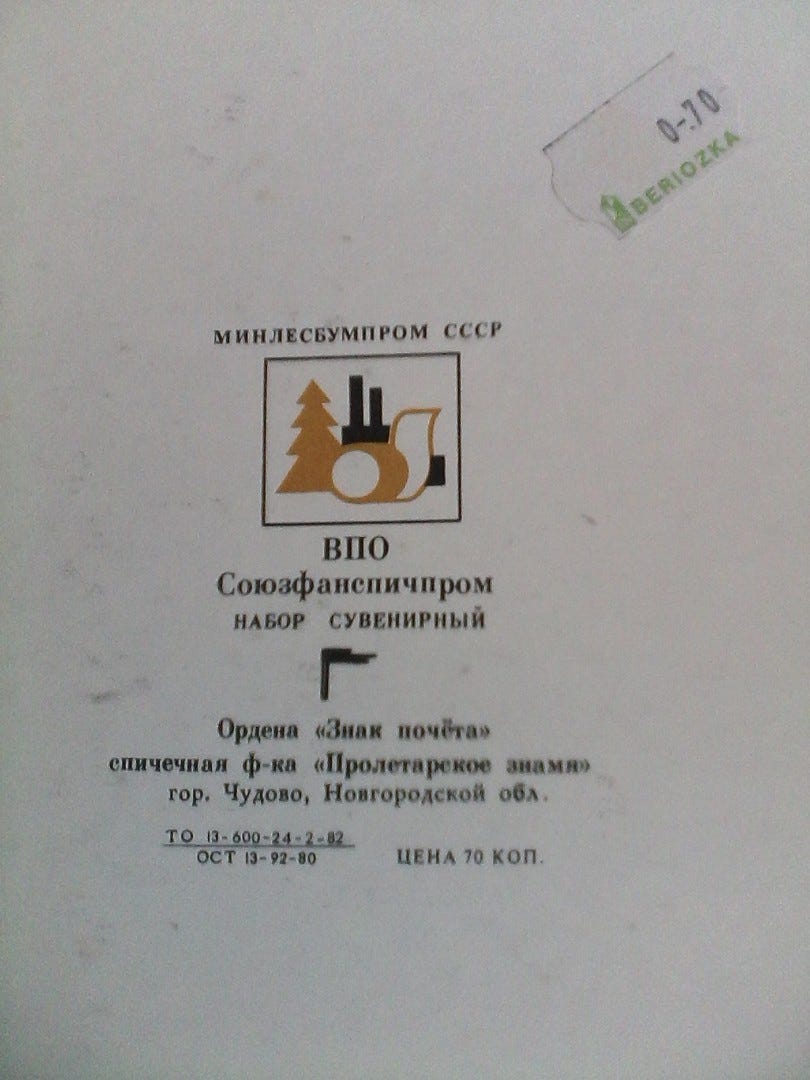 0-.70
BERIOZKA
МИНЛЕСБУМПРОМ СССР
ВПО
Союзфанспичпром
НАБОР СУВЕНИРНЫЙ
Ордена «Знак почёта»
спичечная ф-ка «Пролетарское знамя»
гор. Чудово, Новгородской обл.
ТО 13-600-24-2-82
ОСТ 13-92-80 ЦЕНА 70 КОП.